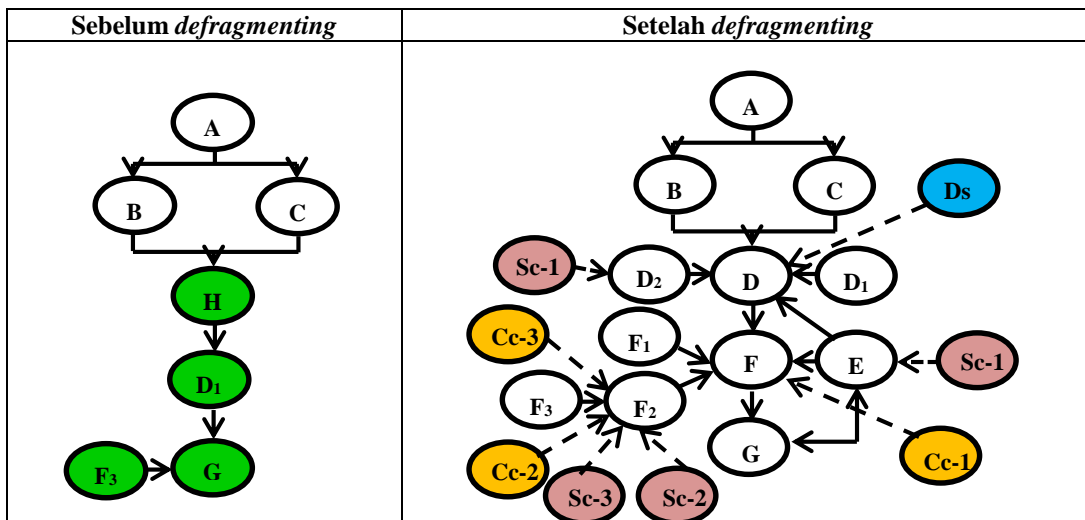 Sebelum defragmenting
Setelah defragmenting
A
B C
H
D1
F3 G
A
B C Ds
Sc-1 D2 D D1
Cc-3 F1 F E Sc-1
F3 F2
G
Cc-2 Cc-1
Sc-3 Sc-2